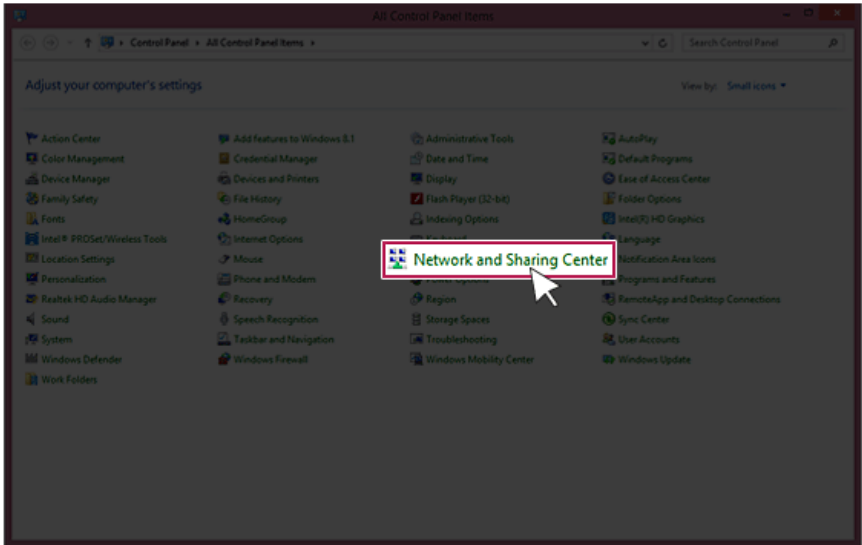 All Control Panel Items
Control Panel All Control Panel Items Search Control Panel
Adjust your computer's settings View by: Small icons
Action Center Add features to Windows 8.1 Administrative Tools AutoPlay
Color Management Credential Manager Date and Time Default Programs
Device Manager Devices and Printers Display Ease of Access Center
Family Safety File History Flash Player (32-bit) Folder Options
Fonts HomeGroup Indexing Options Intel(R) HD Graphics
Intel® PROSet/Wireless Tools Internet Options Keyboard Language
Location Settings Mouse Network and Sharing Center Notification Area Icons
Personalization Phone and Modem Power Options Programs and Features
Realtek HD Audio Manager Recovery Region RemoteApp and Desktop Connections
Sound Speech Recognition Storage Spaces Sync Center
System Taskbar and Navigation Troubleshooting User Accounts
Windows Defender Windows Firewall Windows Mobility Center Windows Update
Work Folders